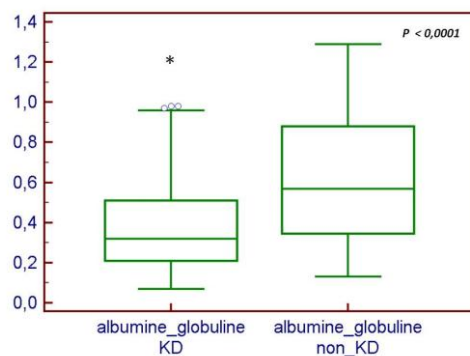 1,4
1,2
1,0
0,8
0,6
0,4
0,2
0,0
P < 0,0001
*
albumine_globuline
KD
albumine_globuline
non_KD